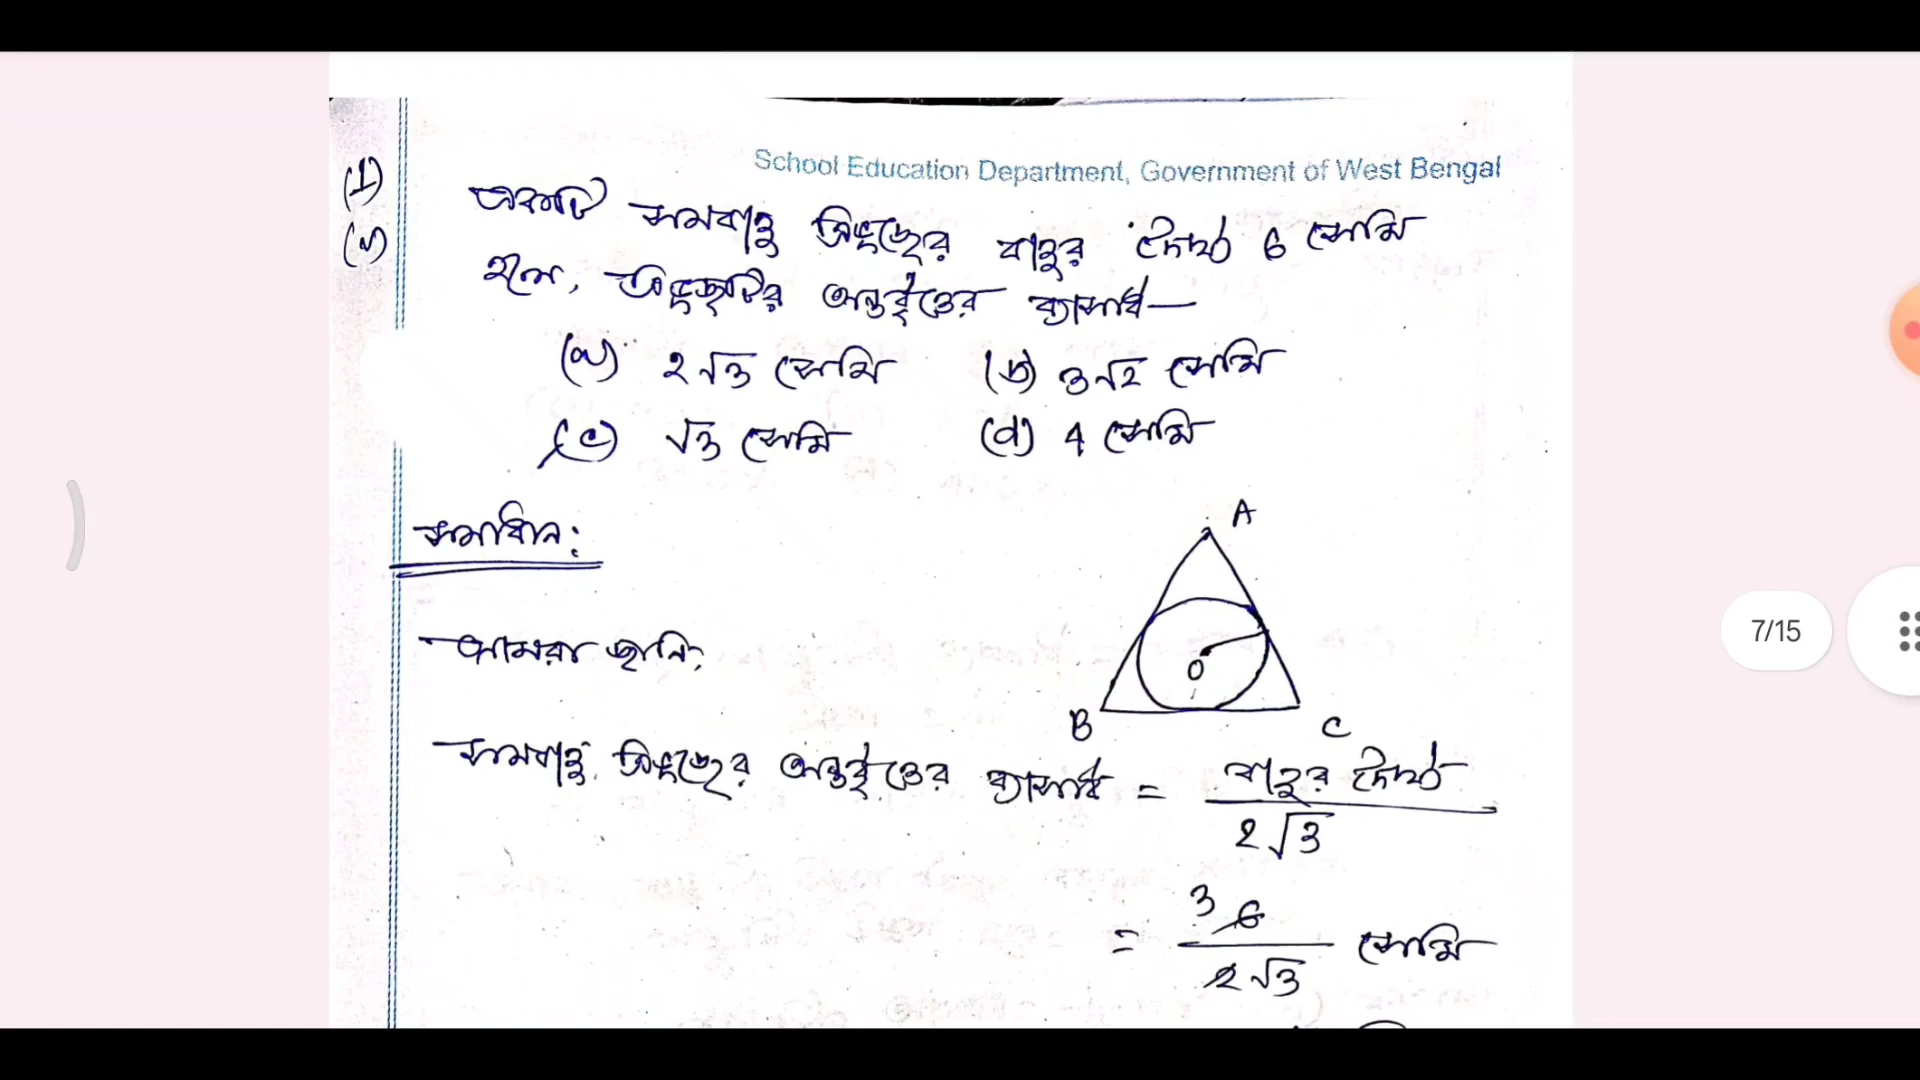 School Education Department, Government of West Bengal
(1) একটি সমবাহু ত্রিভুজের বাহুর দৈর্ঘ্য 6 সেমি
(a) হলে, ত্রিভুজটির অন্তর্বৃত্তের ব্যাসার্ধ—
(a) 2√3 সেমি (b) 3√2 সেমি
(c) √3 সেমি (d) 4 সেমি
সমাধান:
A
আমরা জানি,
O
B C
সমবাহু ত্রিভুজের অন্তর্বৃত্তের ব্যাসার্ধ = বাহুর দৈর্ঘ্য
2√3
3 6
= সেমি
2√3
7/15